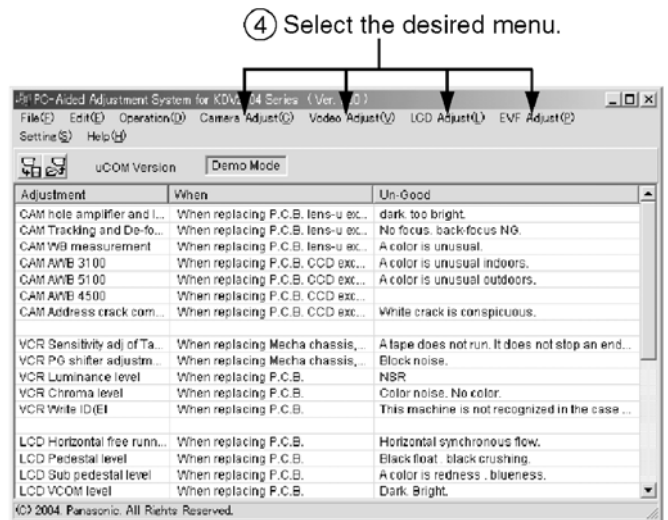 ④ Select the desired menu.
PC-Aided Adjustment System for KDV2 04 Series (Ver. .0)
File(F) Edit(E) Operation(O) Camera Adjust(C) Vodeo Adjust(V) LCD Adjust(L) EVF Adjust(P)
Setting(S) Help(H)
uCOM Version Demo Mode
Adjustment When Un-Good
CAM hole amplifier and I... When replacing P.C.B. lens-u ex... dark. too bright.
CAM Tracking and De-fo... When replacing P.C.B. lens-u ex... No focus. back-focus NG.
CAM WB measurement When replacing P.C.B. lens-u ex... A color is unusual.
CAM AWB 3100 When replacing P.C.B. CCD exc... A color is unusual indoors.
CAM AWB 5100 When replacing P.C.B. CCD exc... A color is unusual outdoors.
CAM AWB 4500 When replacing P.C.B. CCD exc...
CAM Address crack com... When replacing P.C.B. CCD exc... White crack is conspicuous.
VCR Sensitivity adj of Ta... When replacing Mecha chassis,... A tape does not run. It does not stop an end...
VCR PG shifter adjustm... When replacing Mecha chassis,... Block noise.
VCR Luminance level When replacing P.C.B. NSR
VCR Chroma level When replacing P.C.B. Color noise. No color.
VCR Write ID(EI When replacing P.C.B. This machine is not recognized in the case ...
LCD Horizontal free runn... When replacing P.C.B. Horizontal synchronous flow.
LCD Pedestal level When replacing P.C.B. Black float . black crushing.
LCD Sub pedestal level When replacing P.C.B. A color is redness . blueness.
LCD VCOM level When replacing P.C.B. Dark. Bright.
(C) 2004. Panasonic. All Rights Reserved.